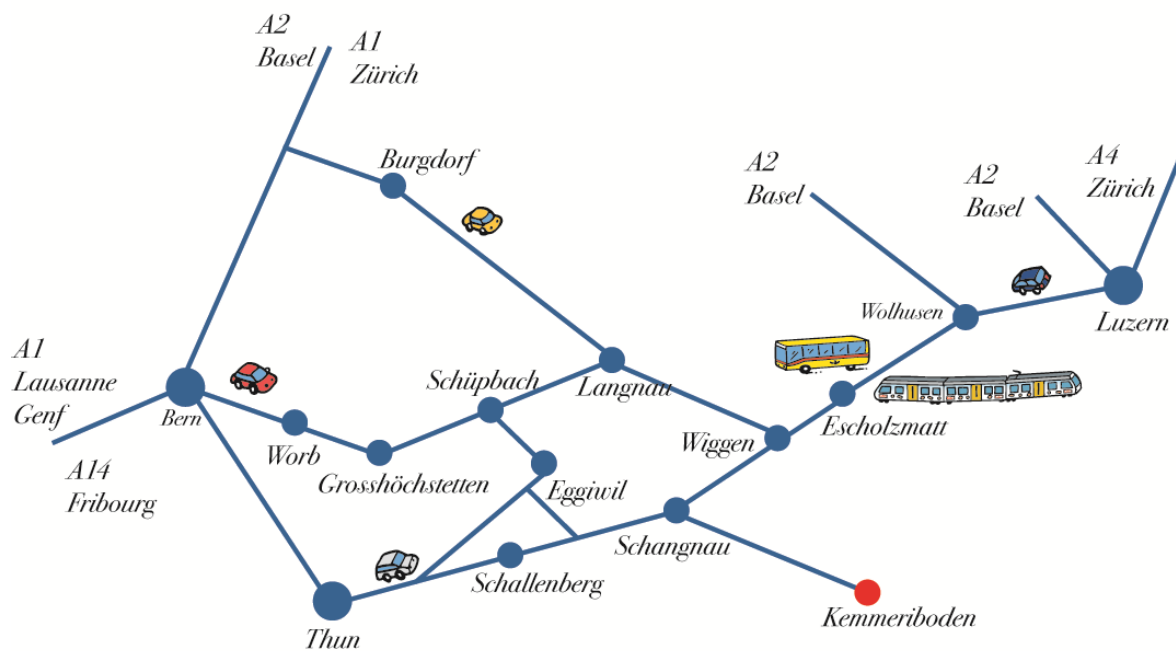 A2
Basel
A1
Zürich
Burgdorf
A2
Basel
A2
Basel
A4
Zürich
Wolhusen
Luzern
A1
Lausanne
Genf
Bern
A14
Fribourg
Worb
Grosshöchstetten
Schüpbach
Langnau
Eggiwil
Wiggen
Escholzmatt
Schangnau
Schallenberg
Thun
Kemmeriboden